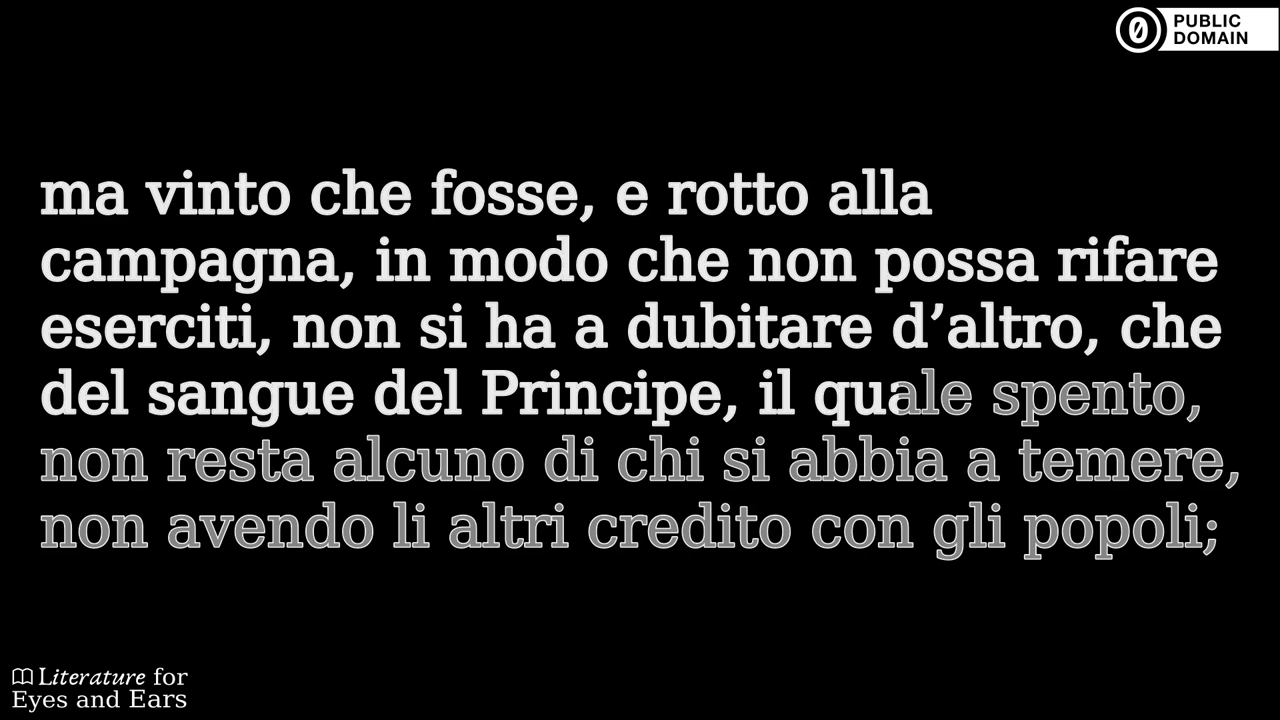 PUBLIC
DOMAIN
ma vinto che fosse, e rotto alla
campagna, in modo che non possa rifare
eserciti, non si ha a dubitare d’altro, che
del sangue del Principe, il quale spento,
non resta alcuno di chi si abbia a temere,
non avendo li altri credito con gli popoli;
Literature for
Eyes and Ears